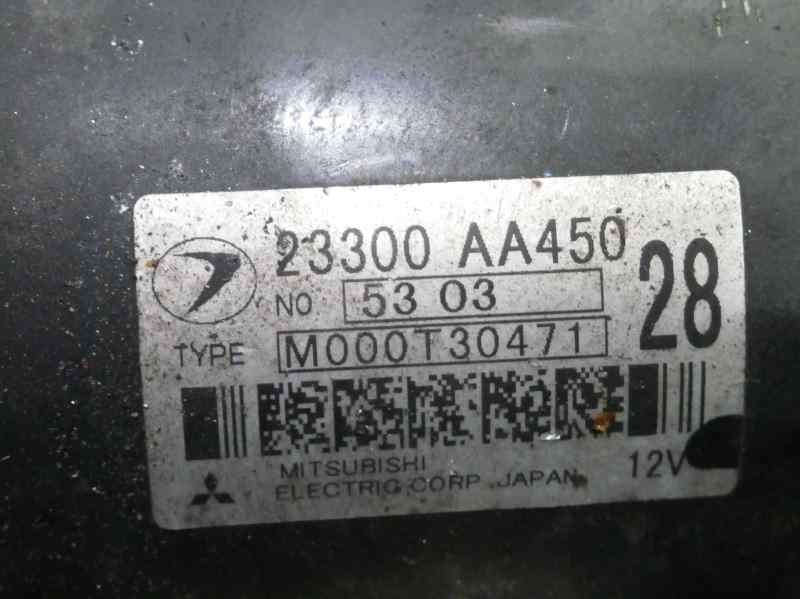 23300 AA450
28
NO 53 03
TYPE M000T30471
MITSUBISHI
ELECTRIC CORP. JAPAN
12V